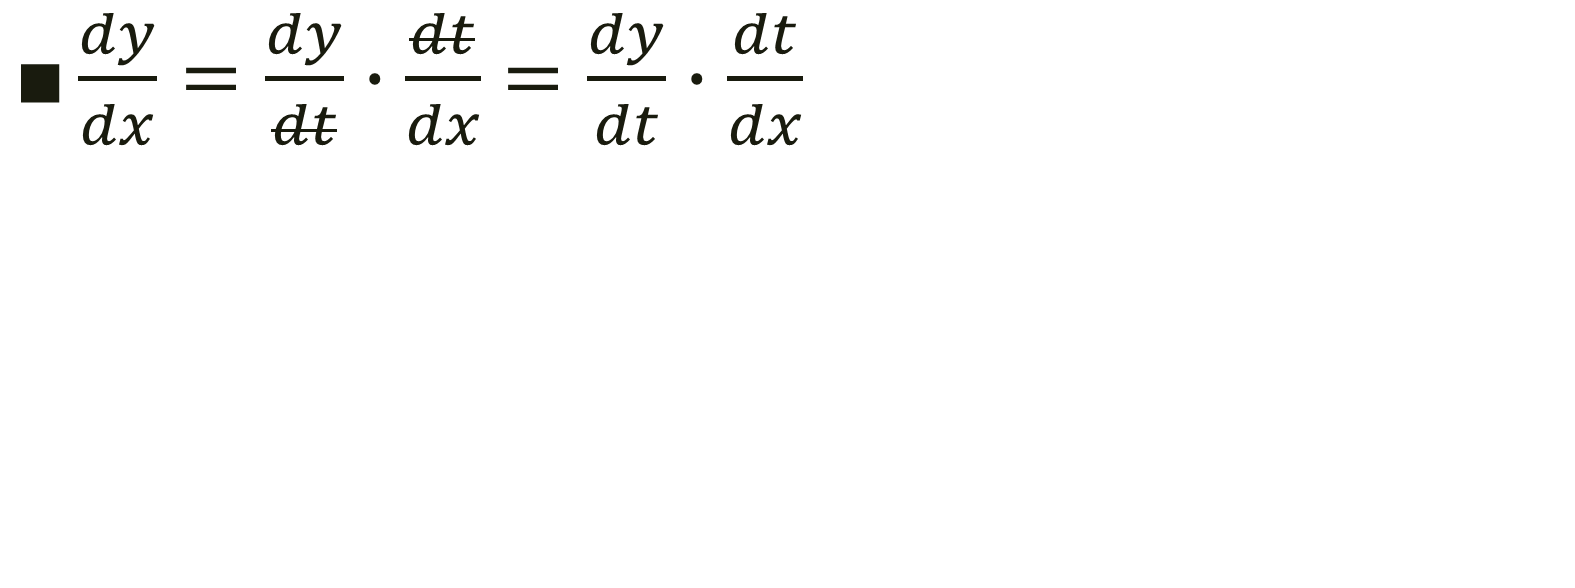 ■ dy/dx = dy/dt · dt/dx = dy/dt · dt/dx